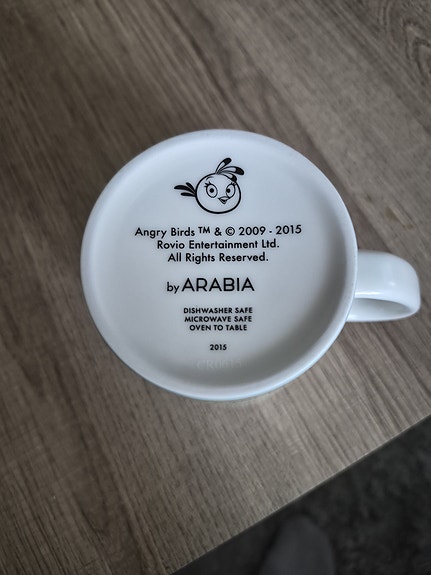 Angry Birds ™ & © 2009 - 2015
Rovio Entertainment Ltd.
All Rights Reserved.
by ARABIA
DISHWASHER SAFE
MICROWAVE SAFE
OVEN TO TABLE
2015